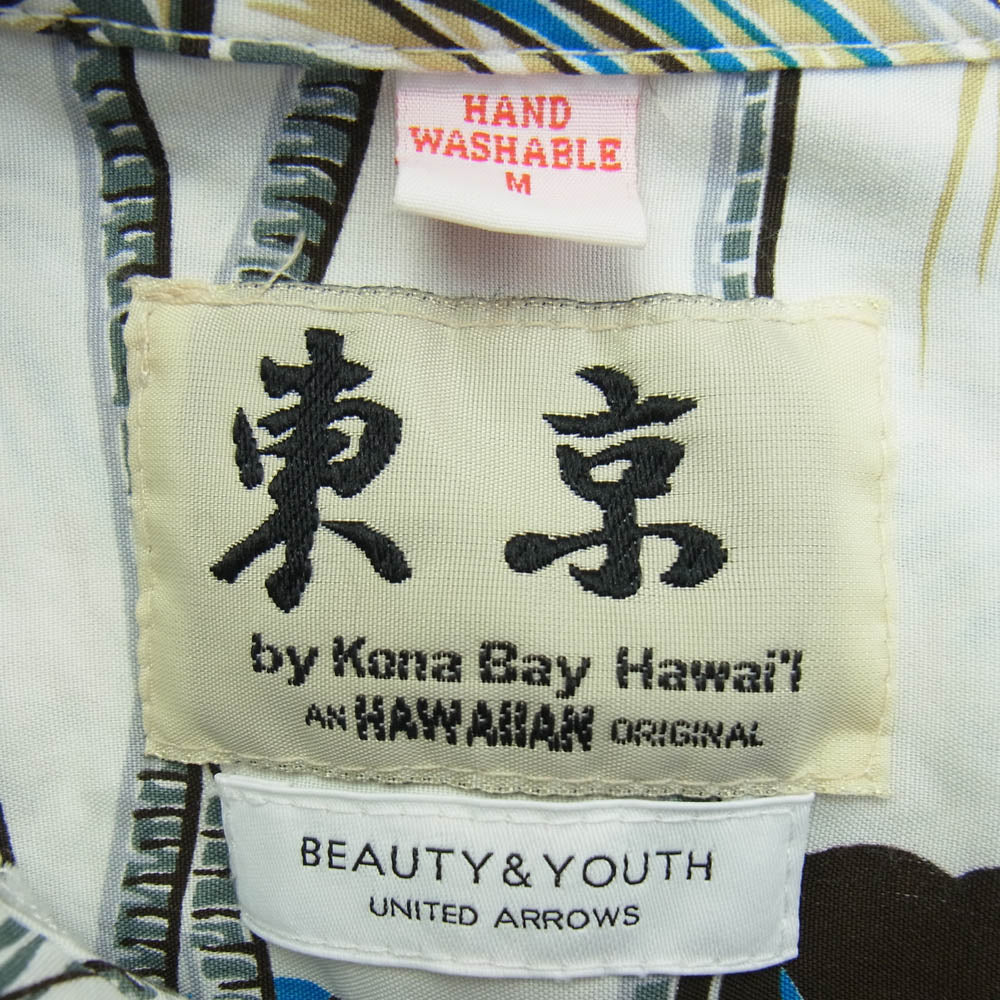 HAND
WASHABLE
M
東京
by Kona Bay Hawai'i
AN HAWAIIAN ORIGINAL
BEAUTY&YOUTH
UNITED ARROWS